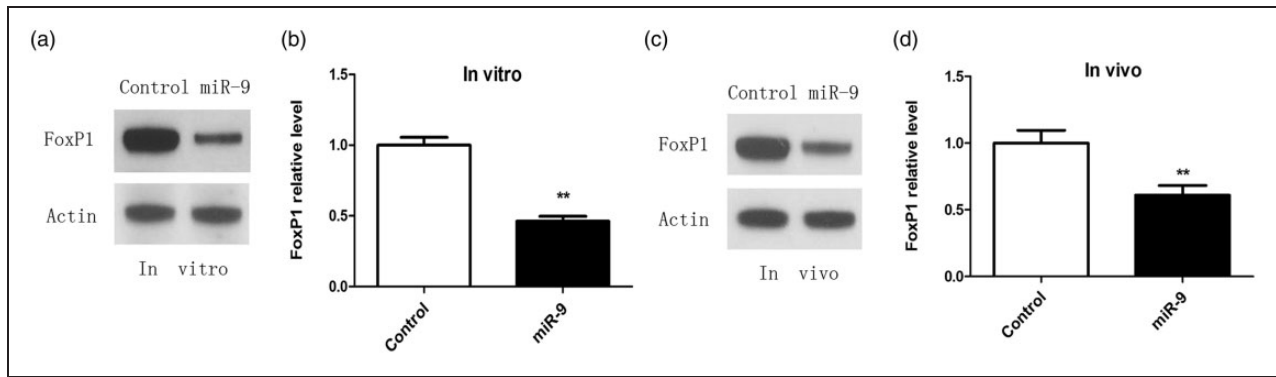 (a)
Control miR-9
FoxP1
Actin
In vitro
(b)
In vitro
FoxP1 relative level
1.5
1.0
0.5
0.0
**
Control
miR-9
(c)
Control miR-9
FoxP1
Actin
In vivo
(d)
In vivo
FoxP1 relative level
1.5
1.0
0.5
0.0
**
Control
miR-9